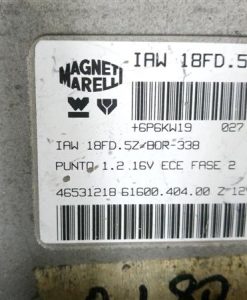 IAW 18FD.5
MAGNETI
MARELLI
+6P6KW19 027
IAW 18FD.5Z/BOR-338
PUNTO 1.2 16V ECE FASE 2
46531218 61600.404.00 Z 12